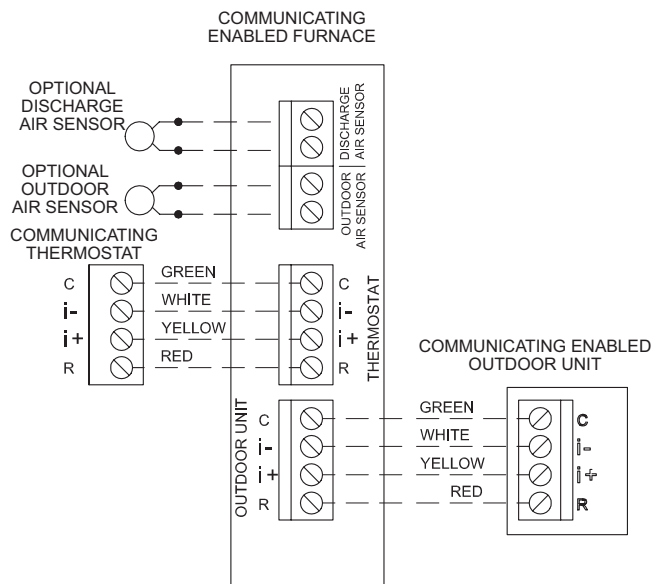 COMMUNICATING
ENABLED FURNACE
OPTIONAL
DISCHARGE
AIR SENSOR
DISCHARGE
AIR SENSOR
OPTIONAL
OUTDOOR
AIR SENSOR
OUTDOOR
AIR SENSOR
COMMUNICATING
THERMOSTAT
C GREEN C
i- WHITE i-
i+ YELLOW i+
R RED R
THERMOSTAT
COMMUNICATING ENABLED
OUTDOOR UNIT
OUTDOOR UNIT
C GREEN C
i- WHITE i-
i+ YELLOW i+
R RED R